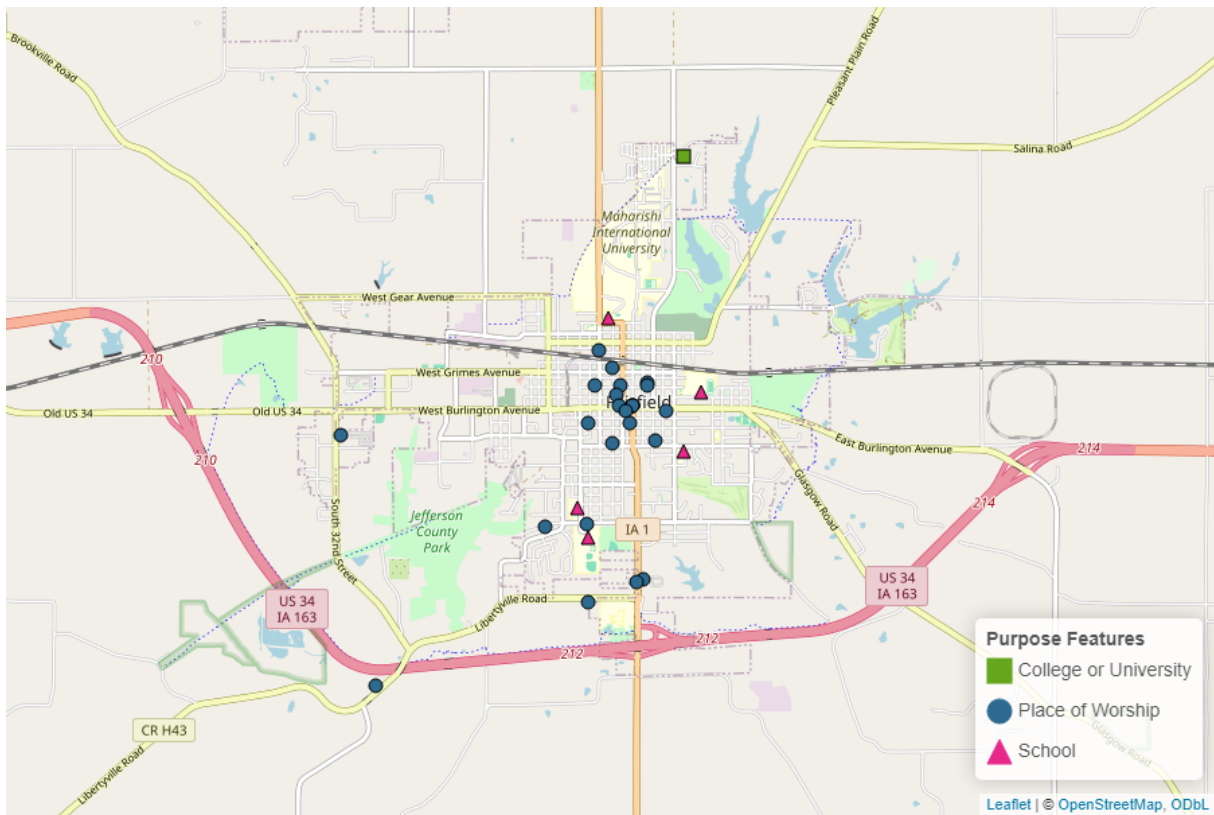 Brookville Road
Pleasant Plain Road
Salina Road
Maharishi
International
University
West Gear Avenue
210
West Grimes Avenue
Old US 34
Old US 34
West Burlington Avenue
Fairfield
East Burlington Avenue
210
214
214
Glasgow Road
South 32nd Street
Jefferson
County
Park
IA 1
US 34
IA 163
US 34
IA 163
Libertyville Road
212
212
CR H43
Libertyville Road
Glasgow Road
Purpose Features
College or University
Place of Worship
School
Leaflet | © OpenStreetMap, ODbL